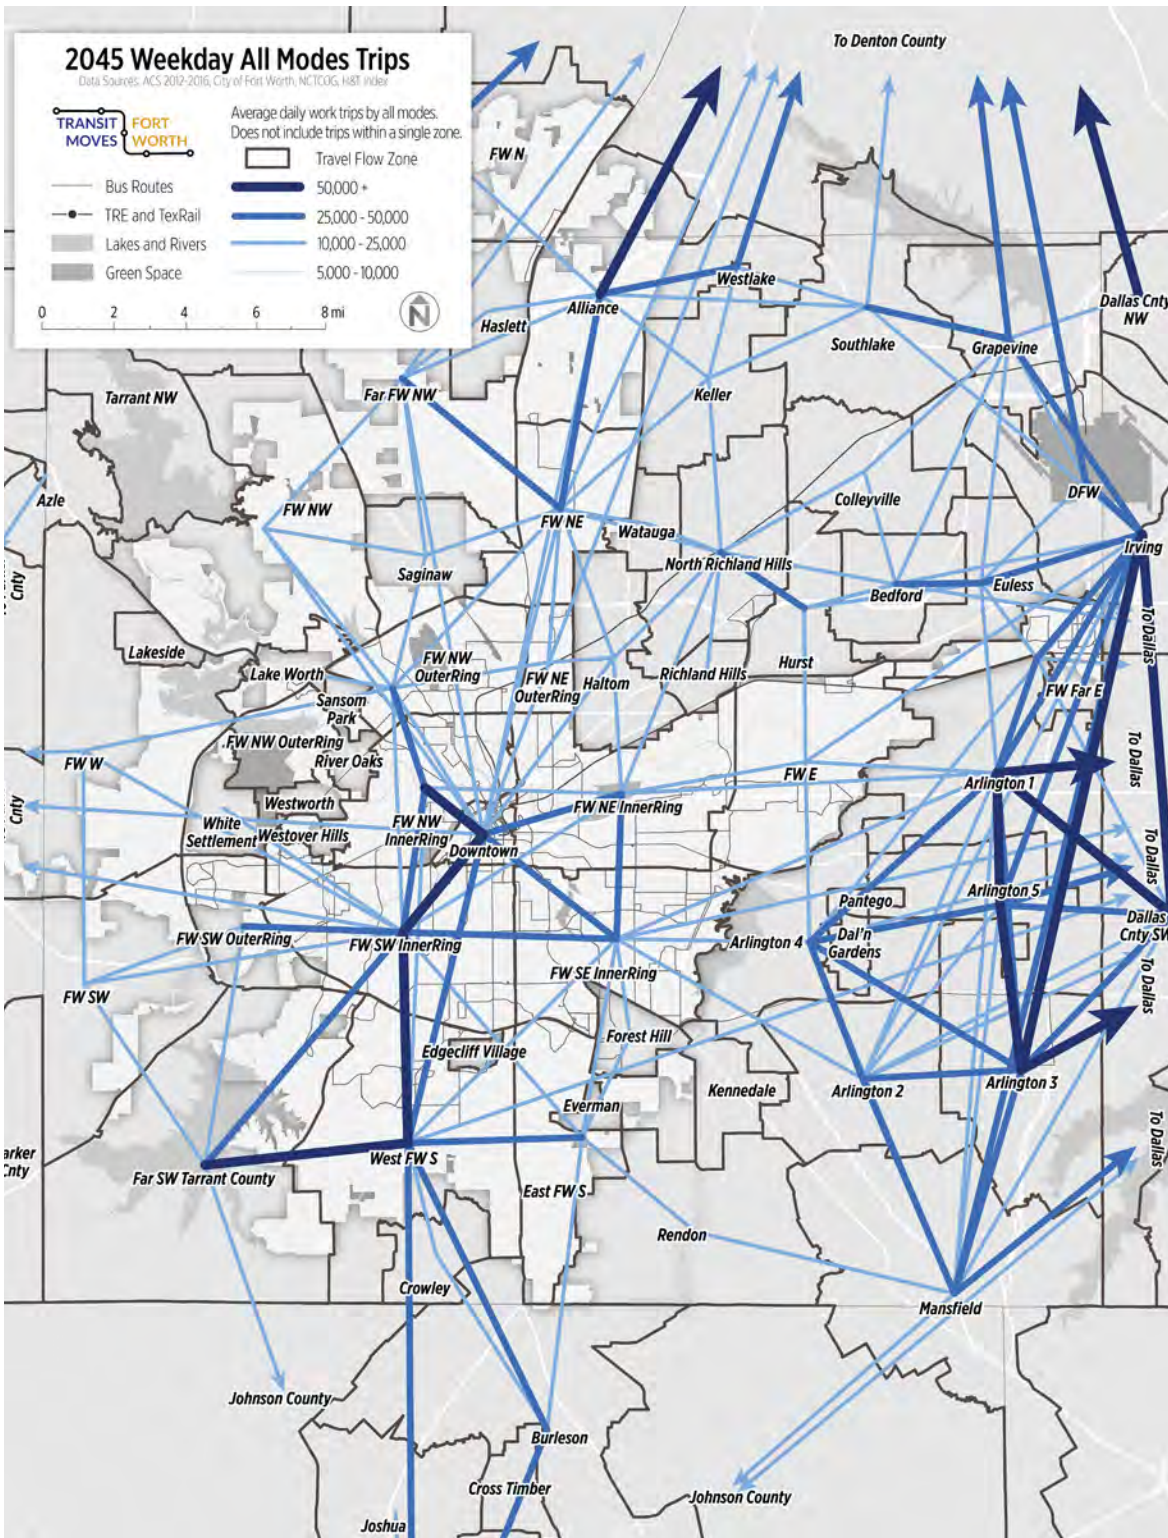 2045 Weekday All Modes Trips
Data Sources: ACS 2012-2016, City of Fort Worth, NCTCOG, H&T Index
TRANSIT
MOVES
FORT
WORTH
Average daily work trips by all modes.
Does not include trips within a single zone.
Travel Flow Zone
Bus Routes
50,000 +
TRE and TexRail
25,000 - 50,000
Lakes and Rivers
10,000 - 25,000
Green Space
5,000 - 10,000
0 2 4 6 8 mi
N
To Denton County
FW N
Westlake
Alliance
Dallas Cnty
NW
Haslett
Southlake
Grapevine
Tarrant NW
Far FW NW
Keller
Azle
FW NW
FW NE
Watauga
Colleyville
DFW
Irving
Saginaw
North Richland Hills
Bedford
Euless
Cnty
To Dallas
Lakeside
Lake Worth
FW NW
OuterRing
FW NE
OuterRing
Haltom
Richland Hills
Hurst
Sansom
Park
FW Far E
FW NW OuterRing
River Oaks
FW W
To Dallas
FW E
Arlington 1
Westworth
FW NE InnerRing
Cnty
White
Settlement
Westover Hills
FW NW
InnerRing
Downtown
To Dallas
Pantego
Arlington 5
Dallas
Cnty SW
FW SW OuterRing
FW SW InnerRing
Arlington 4
Dal'n
Gardens
FW SE InnerRing
FW SW
To Dallas
Edgecliff Village
Forest Hill
Kennedale
Arlington 2
Arlington 3
Everman
To Dallas
arker
Cnty
Far SW Tarrant County
West FW S
East FW S
Rendon
Crowley
Mansfield
Johnson County
Burleson
Cross Timber
Johnson County
Joshua